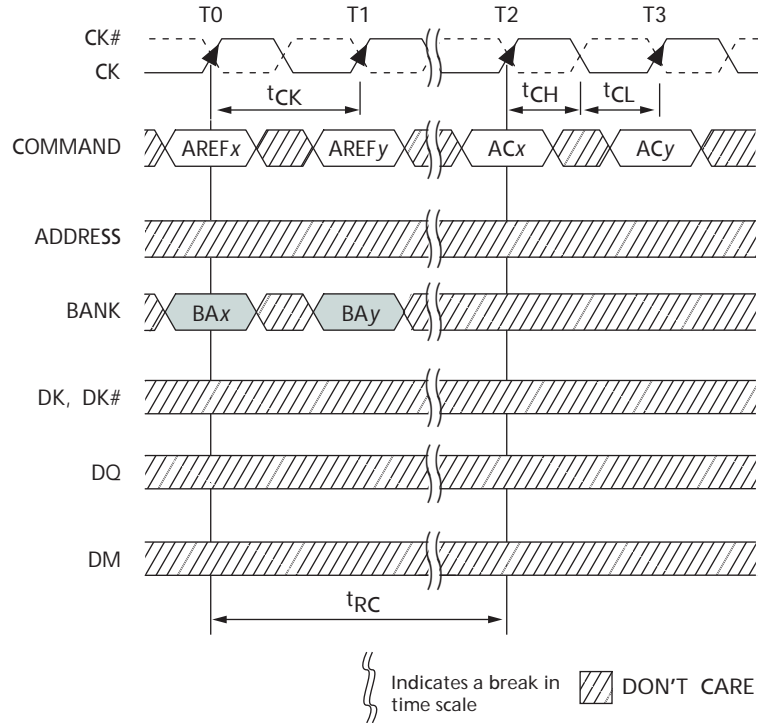 T0 T1 T2 T3
CK#
CK
tCK tCH tCL
COMMAND AREFx AREFy ACx ACy
ADDRESS
BANK BAx BAy
DK, DK#
DQ
DM
tRC
Indicates a break in
time scale
DON'T CARE